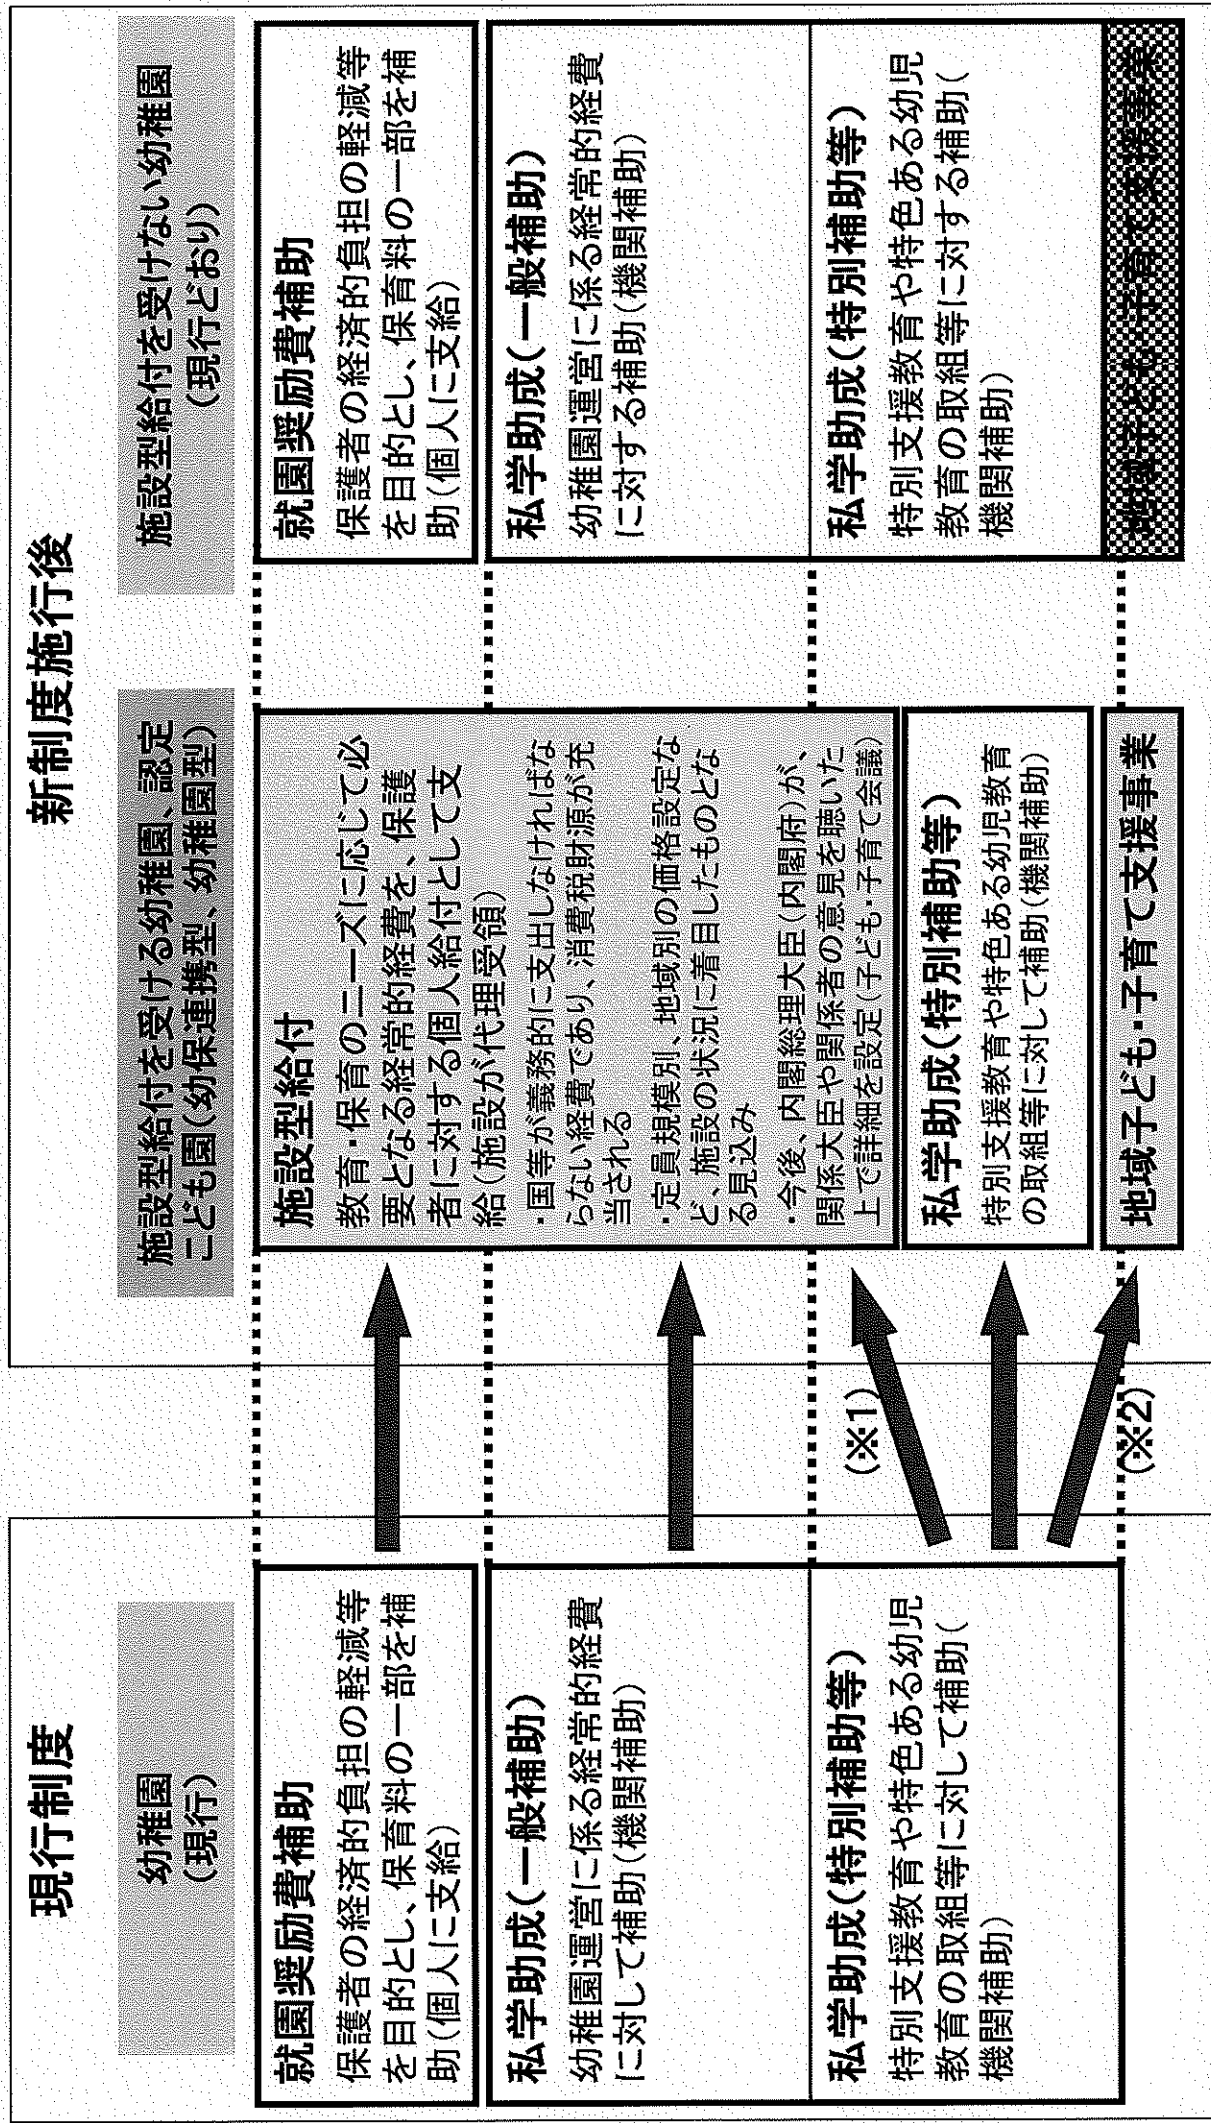 現行制度
幼稚園
(現行)
就園奨励費補助
保護者の経済的負担の軽減等
を目的とし、保育料の一部を補
助(個人に支給)
私学助成(一般補助)
幼稚園運営に係る経常的経費
に対して補助(機関補助)
私学助成(特別補助等)
特別支援教育や特色ある幼児
教育の取組等に対して補助(
機関補助)
(※1)
(※2)
新制度施行後
施設型給付を受ける幼稚園、認定
こども園(幼保連携型、幼稚園型)
施設型給付
教育・保育のニーズに応じて必
要となる経常的経費を、保護
者に対する個人給付として支
給(施設が代理受領)
・国等が義務的に支出しなければな
らない経費であり、消費税財源が充
当される
・定員規模別、地域別の価格設定な
ど、施設の状況に着目したものとな
る見込み
・今後、内閣総理大臣(内閣府)が、
関係大臣や関係者の意見を聴いた
上で詳細を設定(子ども・子育て会議)
私学助成(特別補助等)
特別支援教育や特色ある幼児教育
の取組等に対して補助(機関補助)
地域子ども・子育て支援事業
施設型給付を受けない幼稚園
(現行どおり)
就園奨励費補助
保護者の経済的負担の軽減等
を目的とし、保育料の一部を補
助(個人に支給)
私学助成(一般補助)
幼稚園運営に係る経常的経費
に対する補助(機関補助)
私学助成(特別補助等)
特別支援教育や特色ある幼児
教育の取組等に対する補助(
機関補助)
地域子ども・子育て支援事業